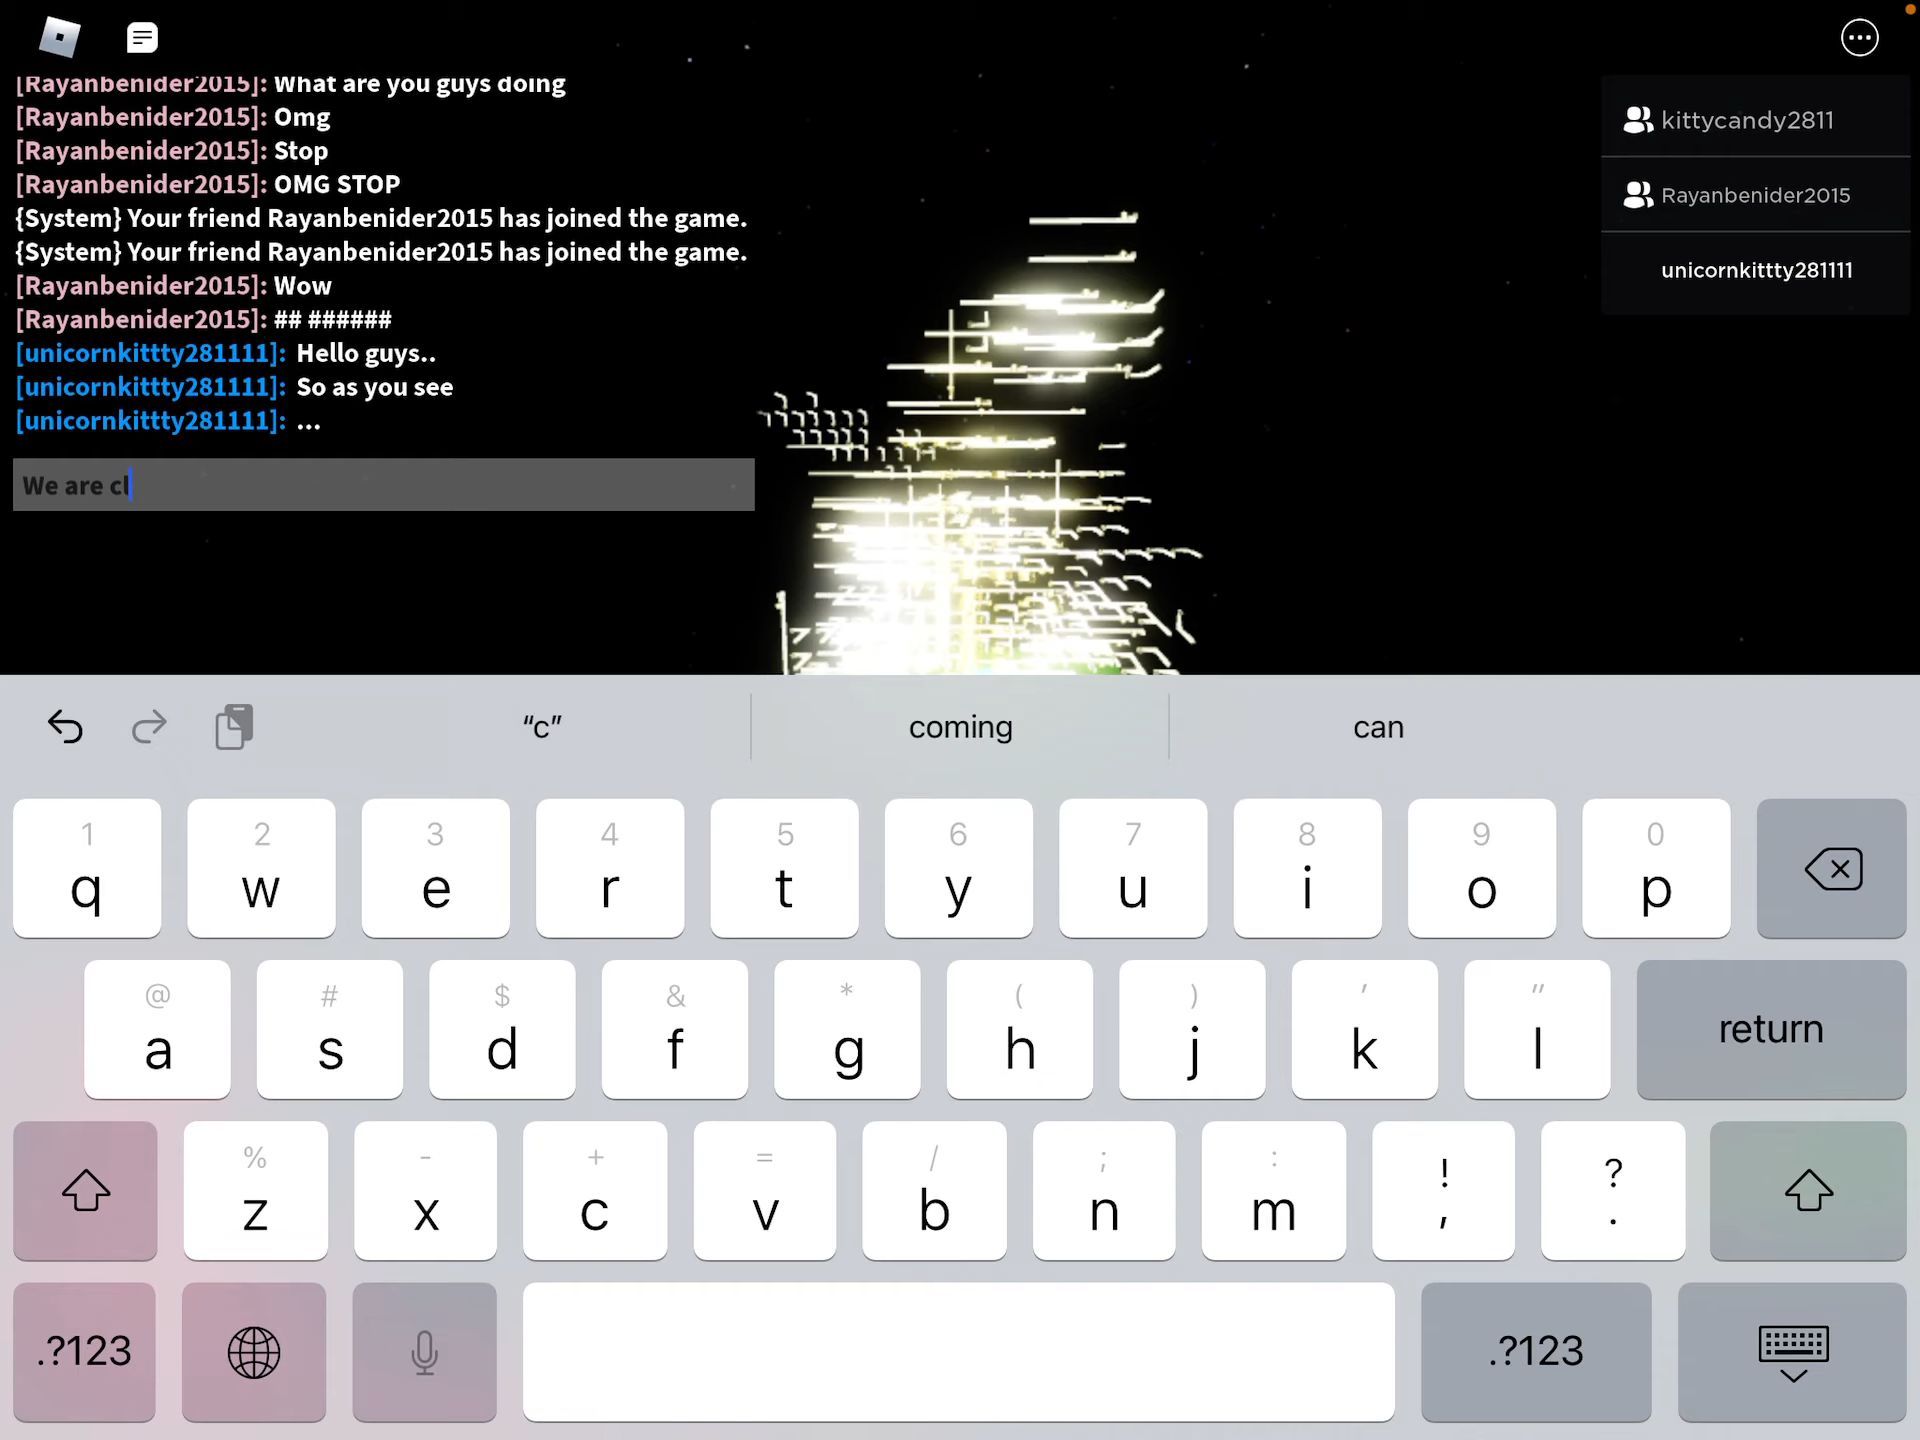 [Rayanbenider2015]: What are you guys doing
[Rayanbenider2015]: Omg
[Rayanbenider2015]: Stop
[Rayanbenider2015]: OMG STOP
{System} Your friend Rayanbenider2015 has joined the game.
{System} Your friend Rayanbenider2015 has joined the game.
[Rayanbenider2015]: Wow
[Rayanbenider2015]: ## ######
[unicornkittty281111]: Hello guys..
[unicornkittty281111]: So as you see
[unicornkittty281111]: ...
We are cl
kittycandy2811
Rayanbenider2015
unicornkittty281111
“c” coming can
1 2 3 4 5 6 7 8 9 0
q w e r t y u i o p
@ # $ & * ( ) ' "
a s d f g h j k l return
% - + = / ; : ! ?
z x c v b n m , .
.?123 .?123